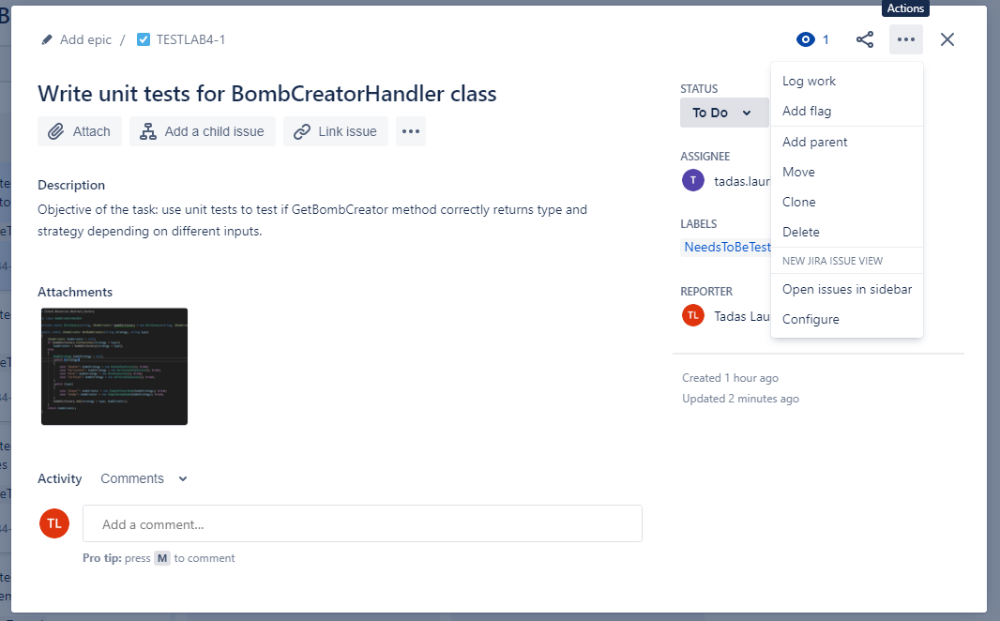 Actions
Add epic / TESTLAB4-1
1
Write unit tests for BombCreatorHandler class
Attach
Add a child issue
Link issue
Description
Objective of the task: use unit tests to test if GetBombCreator method correctly returns type and
strategy depending on different inputs.
Attachments
Activity
Comments
TL
Add a comment...
Pro tip: press M to comment
STATUS
To Do
ASSIGNEE
T
tadas.laur
LABELS
NeedsToBeTest
REPORTER
TL
Tadas Lau
Created 1 hour ago
Updated 2 minutes ago
Log work
Add flag
Add parent
Move
Clone
Delete
NEW JIRA ISSUE VIEW
Open issues in sidebar
Configure